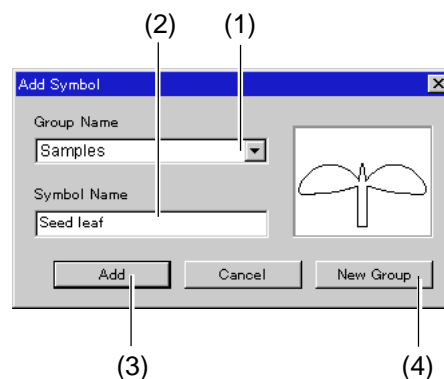 (2) (1)
Add Symbol
Group Name
Samples
Symbol Name
Seed leaf
Add Cancel New Group
(3) (4)